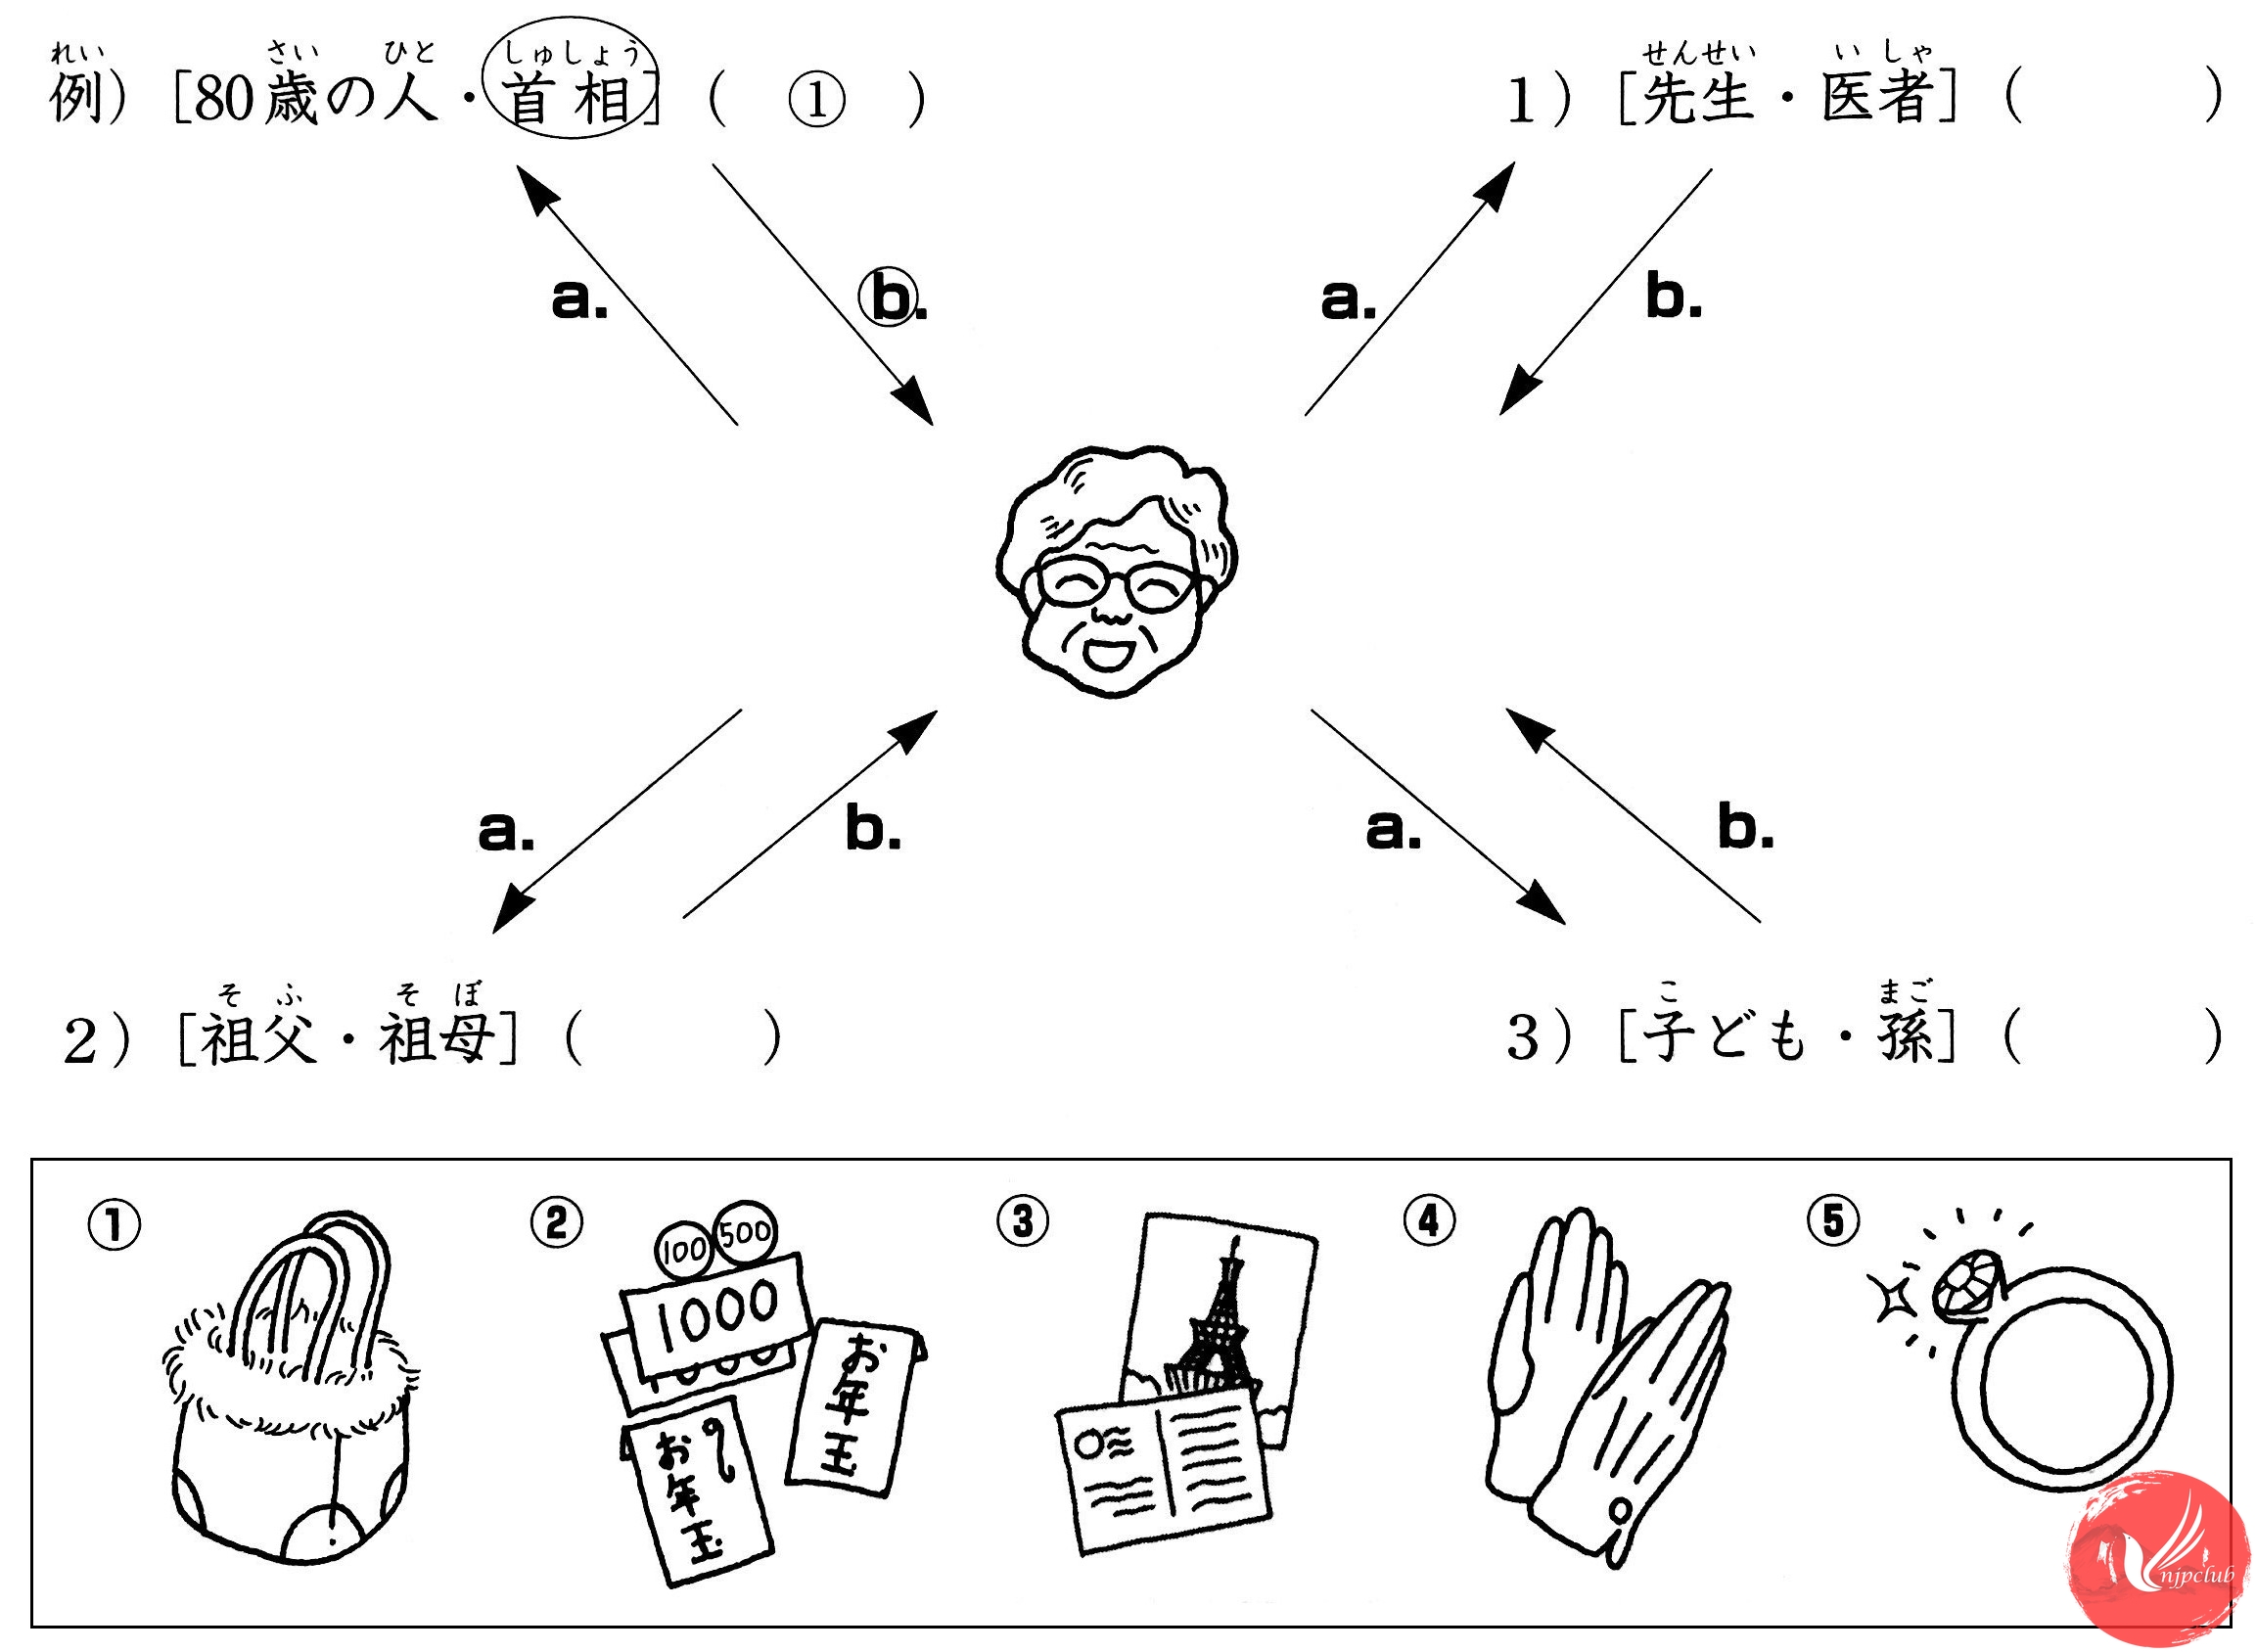 例) [80歳の人・首相] ( ① )
れい さい ひと しゅしょう
1) [先生・医者] ( )
せんせい いしゃ
a.
b.
a.
b.
a.
b.
a.
b.
2) [祖父・祖母] ( )
そふ そぼ
3) [子ども・孫] ( )
こ まご
①
②
100
500
1000
お年玉
お年玉
③
④
⑤
njpclub